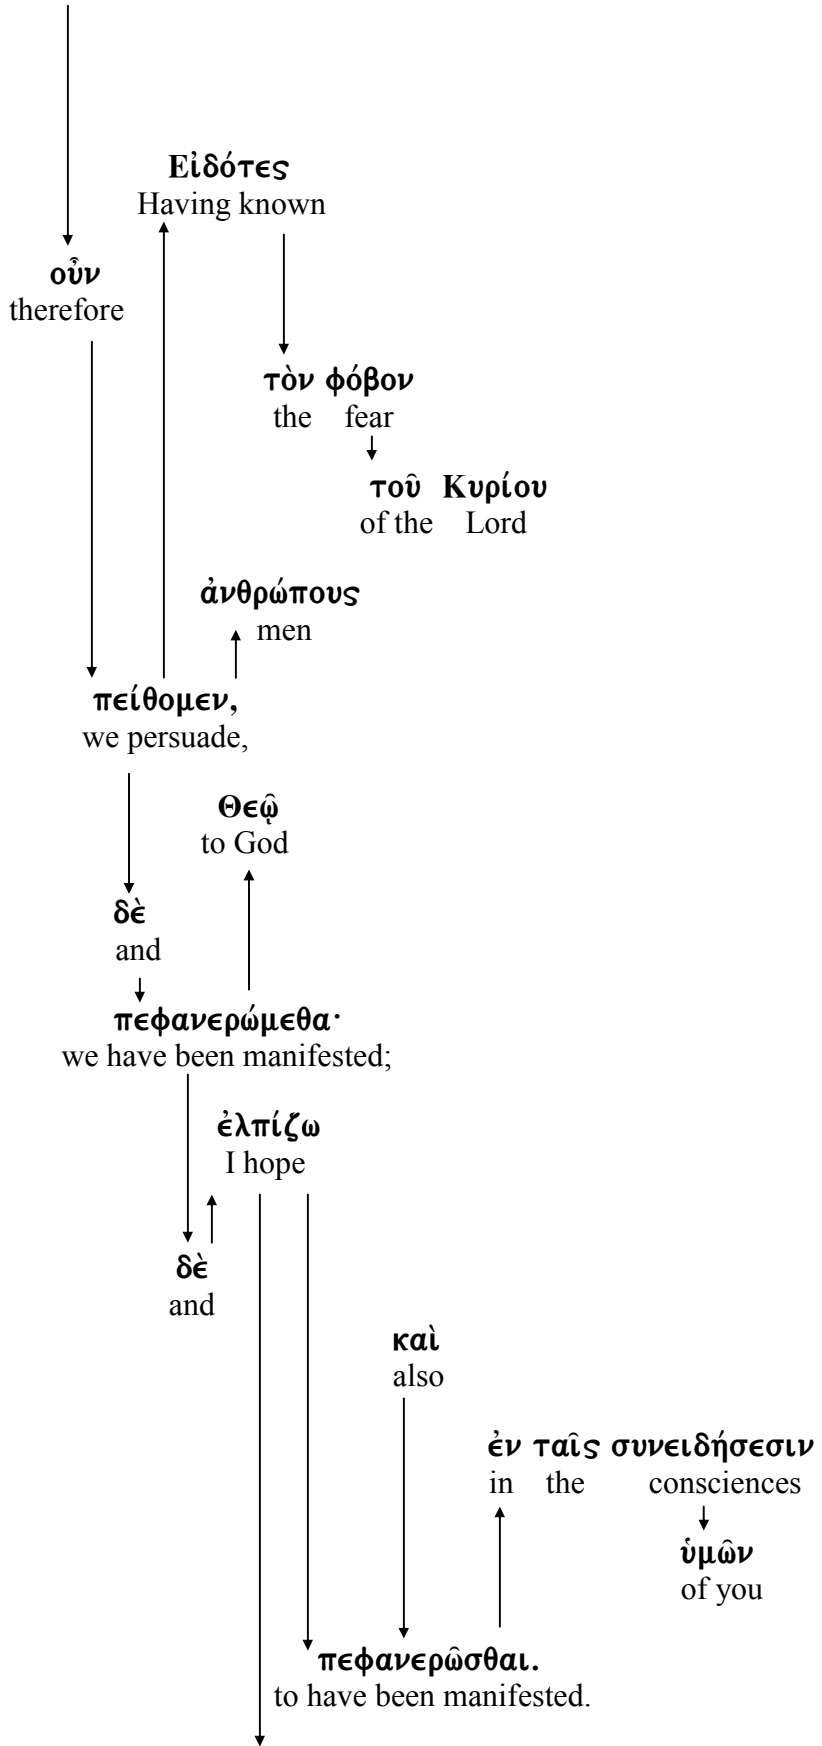 Εἰδότες
Having known
οὖν
therefore
τὸν φόβον
the fear
τοῦ Κυρίου
of the Lord
ἀνθρώπους
men
πείθομεν,
we persuade,
Θεῷ
to God
δὲ
and
πεφανερώμεθα·
we have been manifested;
ἐλπίζω
I hope
δὲ
and
καὶ
also
ἐν ταῖς συνειδήσεσιν
in the consciences
ὑμῶν
of you
πεφανερῶσθαι.
to have been manifested.